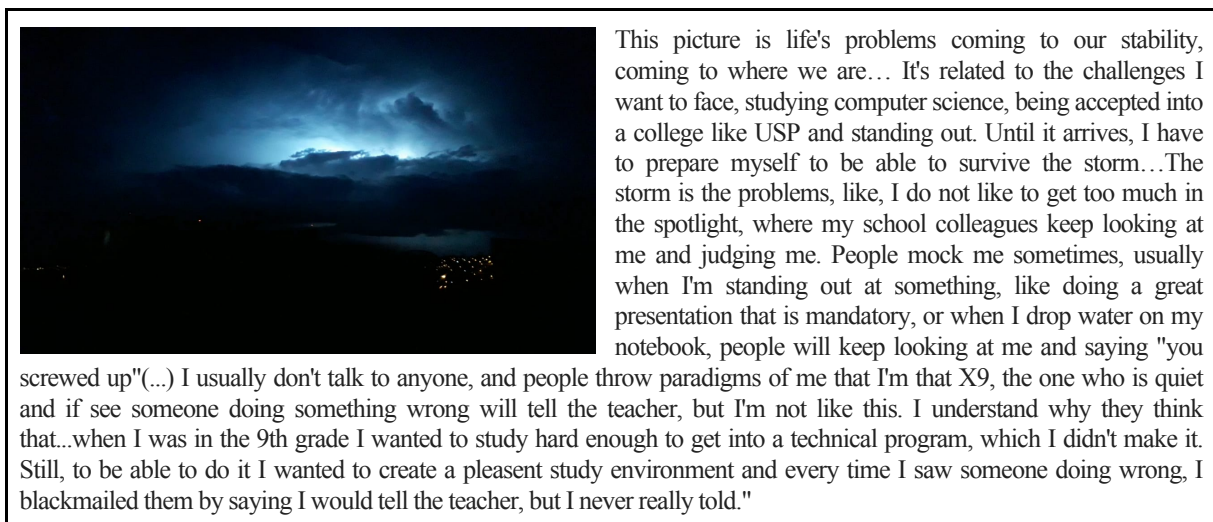 This picture is life's problems coming to our stability,
coming to where we are… It's related to the challenges I
want to face, studying computer science, being accepted into
a college like USP and standing out. Until it arrives, I have
to prepare myself to be able to survive the storm…The
storm is the problems, like, I do not like to get too much in
the spotlight, where my school colleagues keep looking at
me and judging me. People mock me sometimes, usually
when I'm standing out at something, like doing a great
presentation that is mandatory, or when I drop water on my
notebook, people will keep looking at me and saying "you
screwed up"(...) I usually don't talk to anyone, and people throw paradigms of me that I'm that X9, the one who is quiet
and if see someone doing something wrong will tell the teacher, but I'm not like this. I understand why they think
that...when I was in the 9th grade I wanted to study hard enough to get into a technical program, which I didn't make it.
Still, to be able to do it I wanted to create a pleasent study environment and every time I saw someone doing wrong, I
blackmailed them by saying I would tell the teacher, but I never really told."